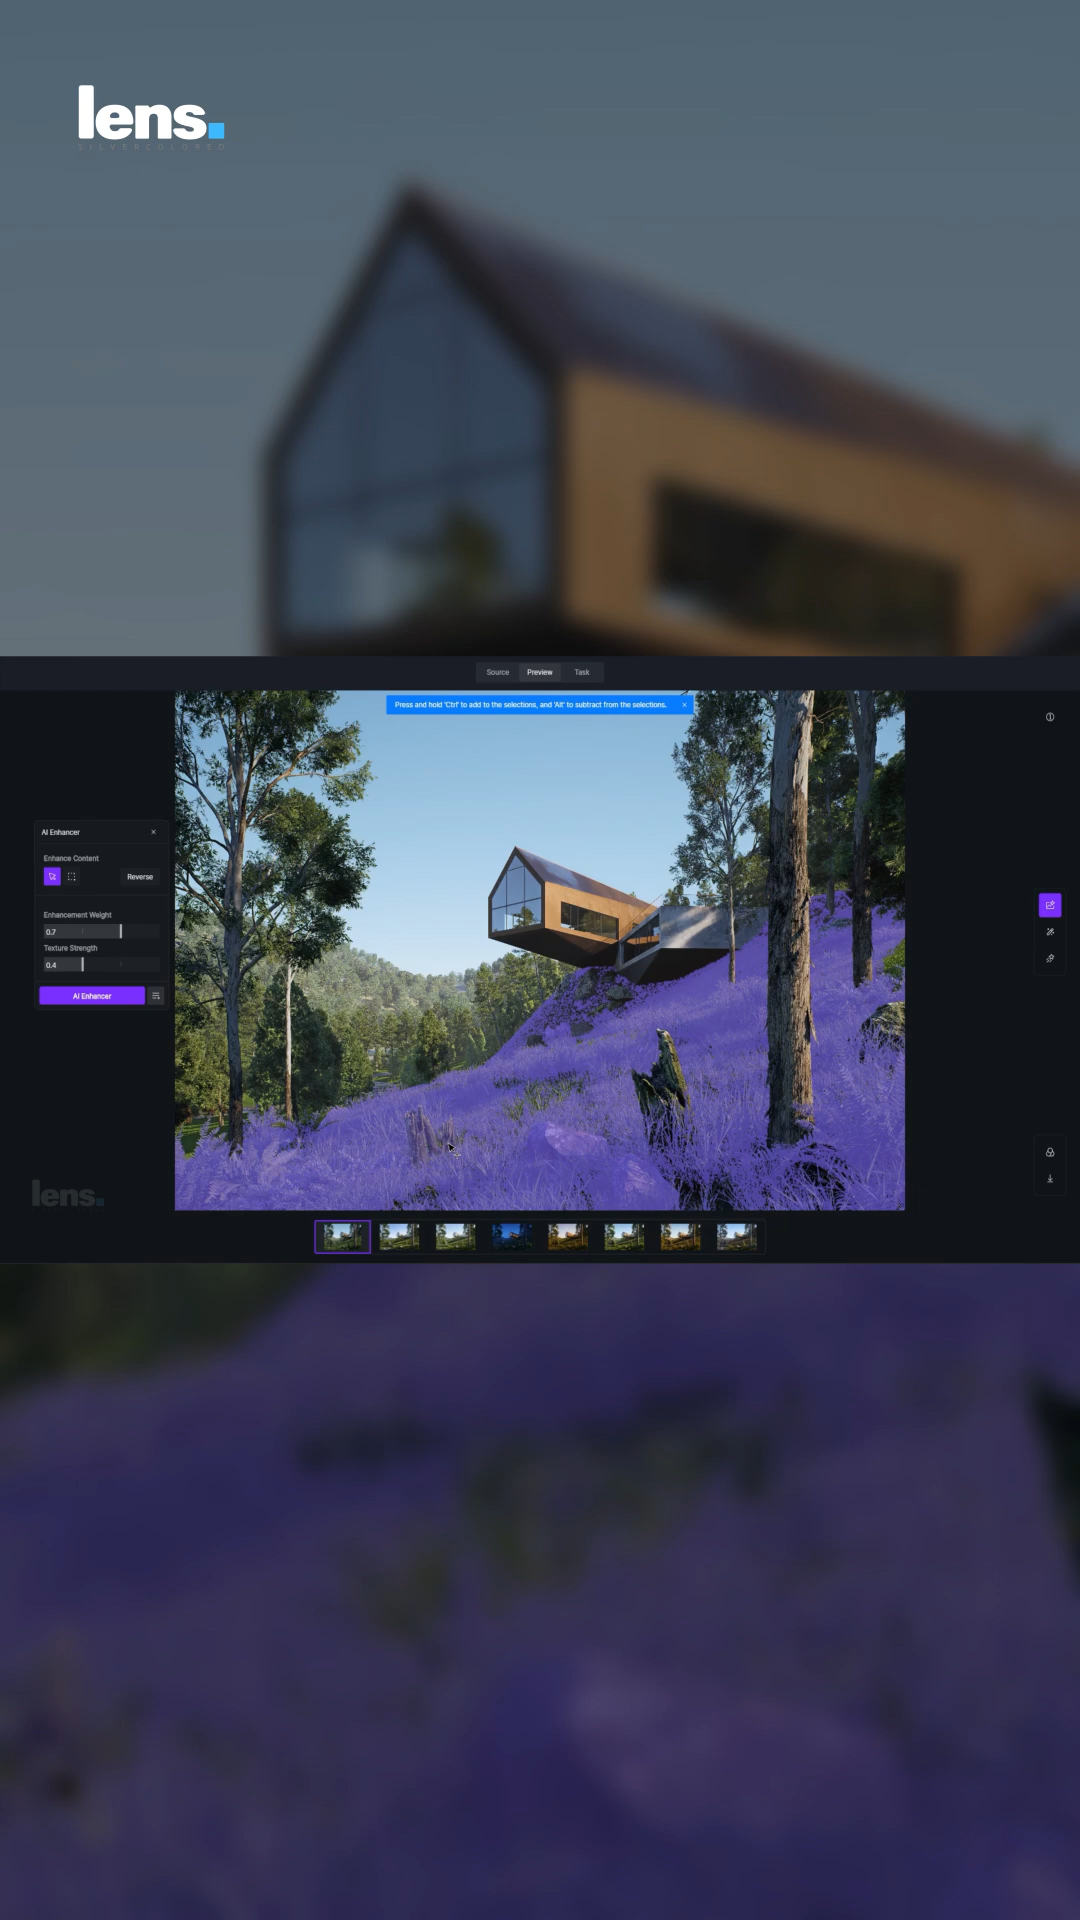 lens.
SILVERCOLORED
Source Preview Task
Press and hold 'Ctrl' to add to the selections, and 'Alt' to subtract from the selections.
AI Enhancer
Enhance Content
Reverse
Enhancement Weight
0.7
Texture Strength
0.4
AI Enhancer
lens.